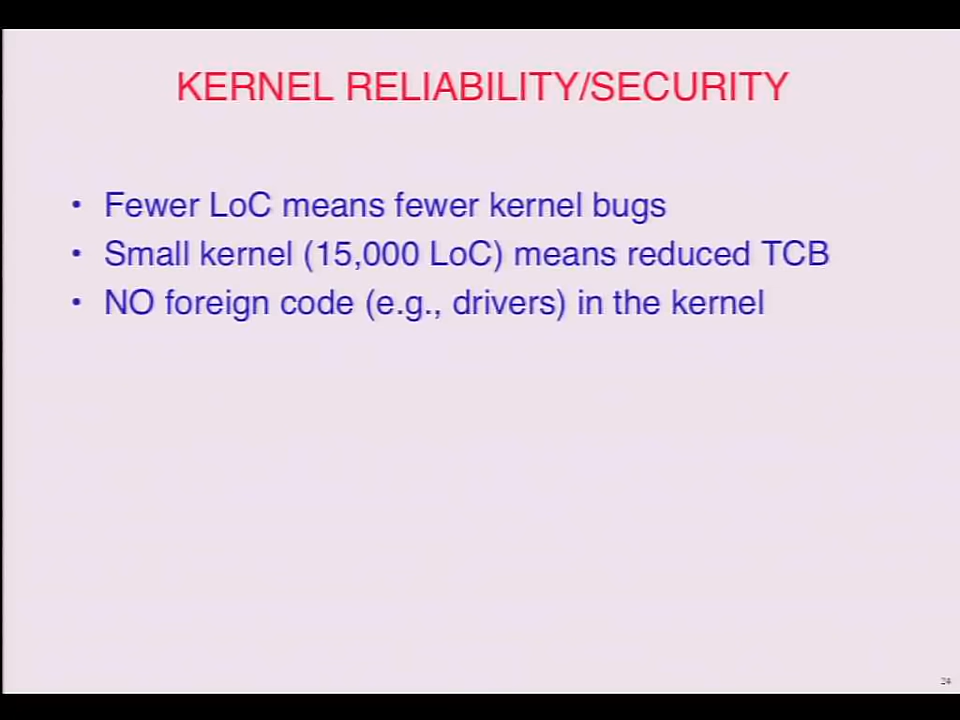 KERNEL RELIABILITY/SECURITY
• Fewer LoC means fewer kernel bugs
• Small kernel (15,000 LoC) means reduced TCB
• NO foreign code (e.g., drivers) in the kernel
24